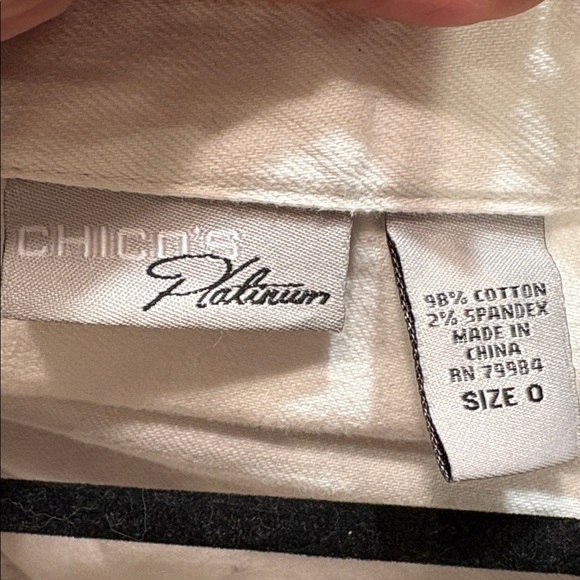 CHICO'S
Platinum
98% COTTON
2% SPANDEX
MADE IN
CHINA
RN 79984
SIZE 0